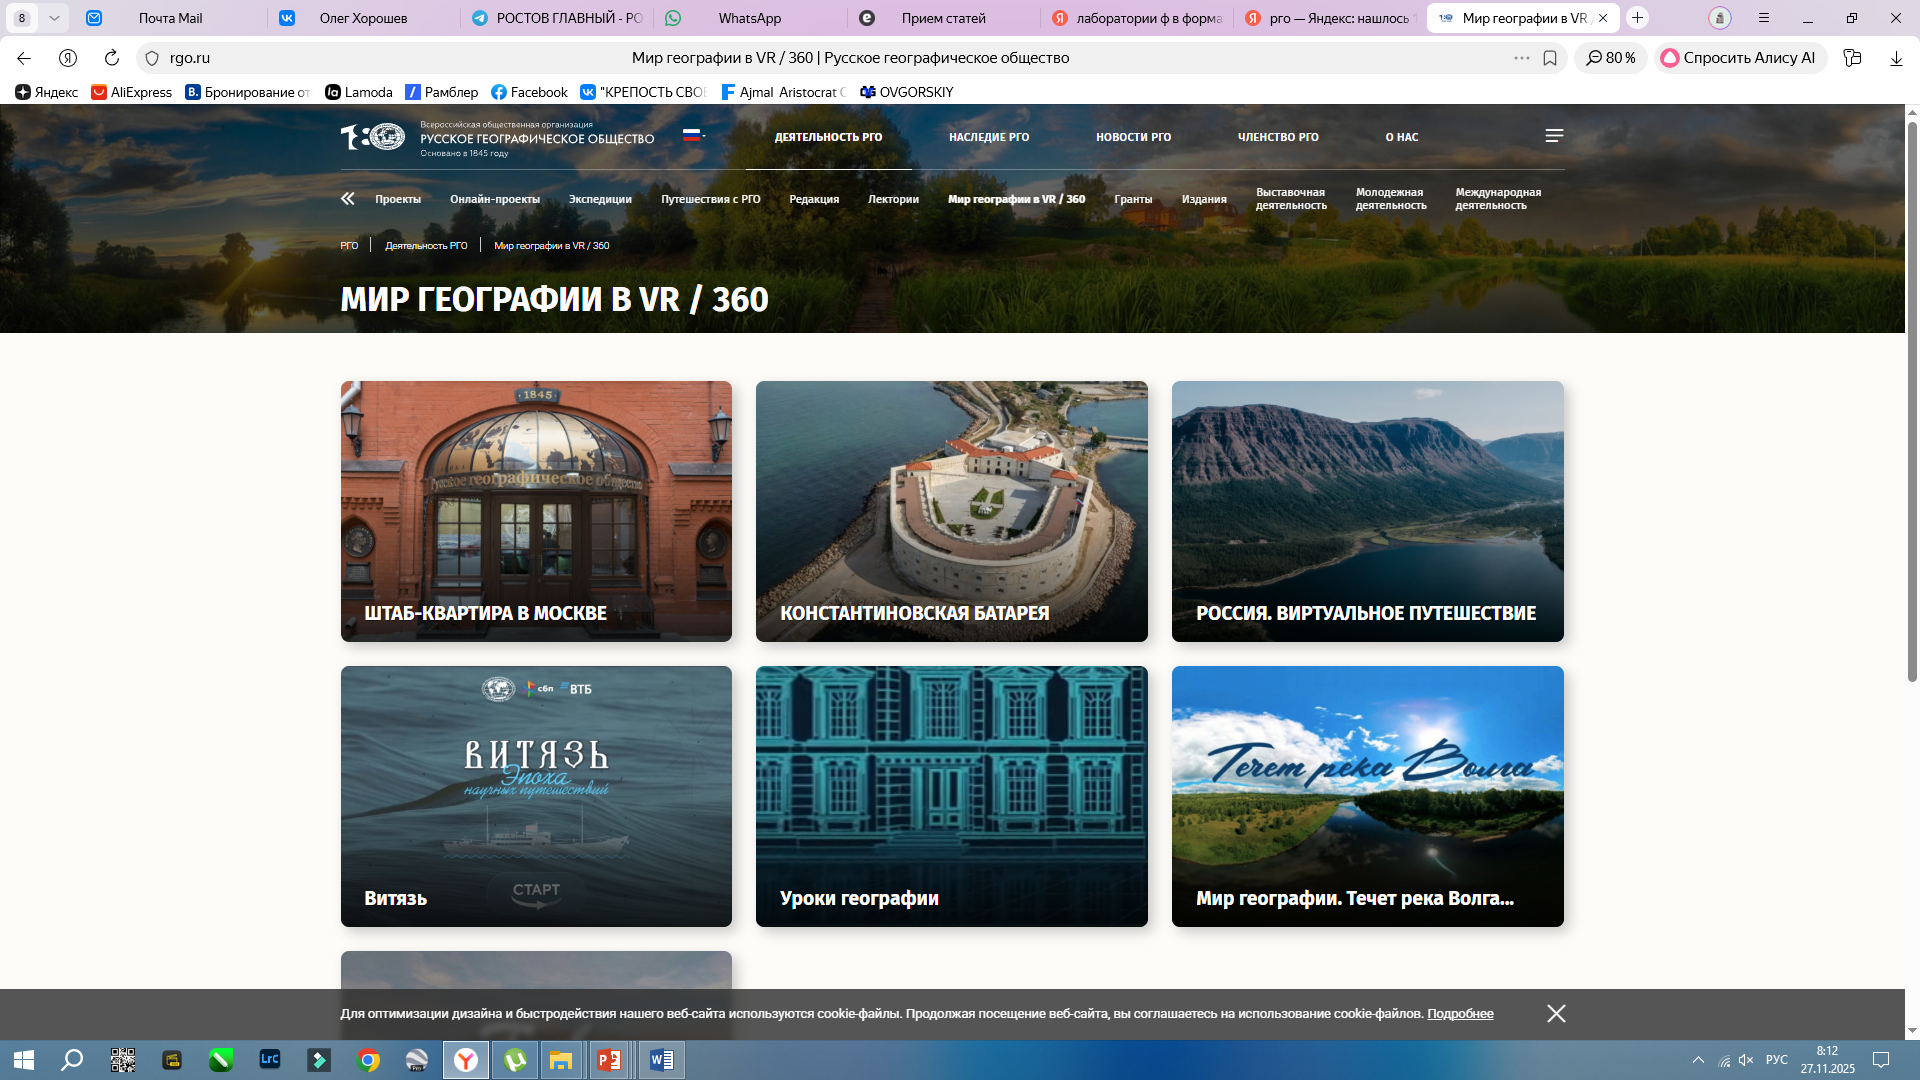 8
Почта Mail
Олег Хорошев
РОСТОВ ГЛАВНЫЙ - РО
WhatsApp
Прием статей
лаборатории ф в форма
рго — Яндекс: нашлось
Мир географии в VR /
rgo.ru
Мир географии в VR / 360 | Русское географическое общество
80 %
Спросить Алису AI
Яндекс
AliExpress
Бронирование от
Lamoda
Рамблер
Facebook
"КРЕПОСТЬ СВОЕ
Ajmal Aristocrat C
OVGORSKIY
Всероссийская общественная организация
РУССКОЕ ГЕОГРАФИЧЕСКОЕ ОБЩЕСТВО
Основано в 1845 году
ДЕЯТЕЛЬНОСТЬ РГО
НАСЛЕДИЕ РГО
НОВОСТИ РГО
ЧЛЕНСТВО РГО
О НАС
Проекты
Онлайн-проекты
Экспедиции
Путешествия с РГО
Редакция
Лектории
Мир географии в VR / 360
Гранты
Издания
Выставочная
деятельность
Молодежная
деятельность
Международная
деятельность
РГО
Деятельность РГО
Мир географии в VR / 360
МИР ГЕОГРАФИИ В VR / 360
1845
Русское географическое общество
ШТАБ-КВАРТИРА В МОСКВЕ
КОНСТАНТИНОВСКАЯ БАТАРЕЯ
РОССИЯ. ВИРТУАЛЬНОЕ ПУТЕШЕСТВИЕ
сбп
ВТБ
ВИТЯЗЬ
Эпоха
научных путешествий
СТАРТ
Витязь
Уроки географии
Течет река Волга
Мир географии. Течет река Волга...
Для оптимизации дизайна и быстродействия нашего веб-сайта используются cookie-файлы. Продолжая посещение веб-сайта, вы соглашаетесь на использование cookie-файлов. Подробнее
LrC
РУС
8:12
27.11.2025